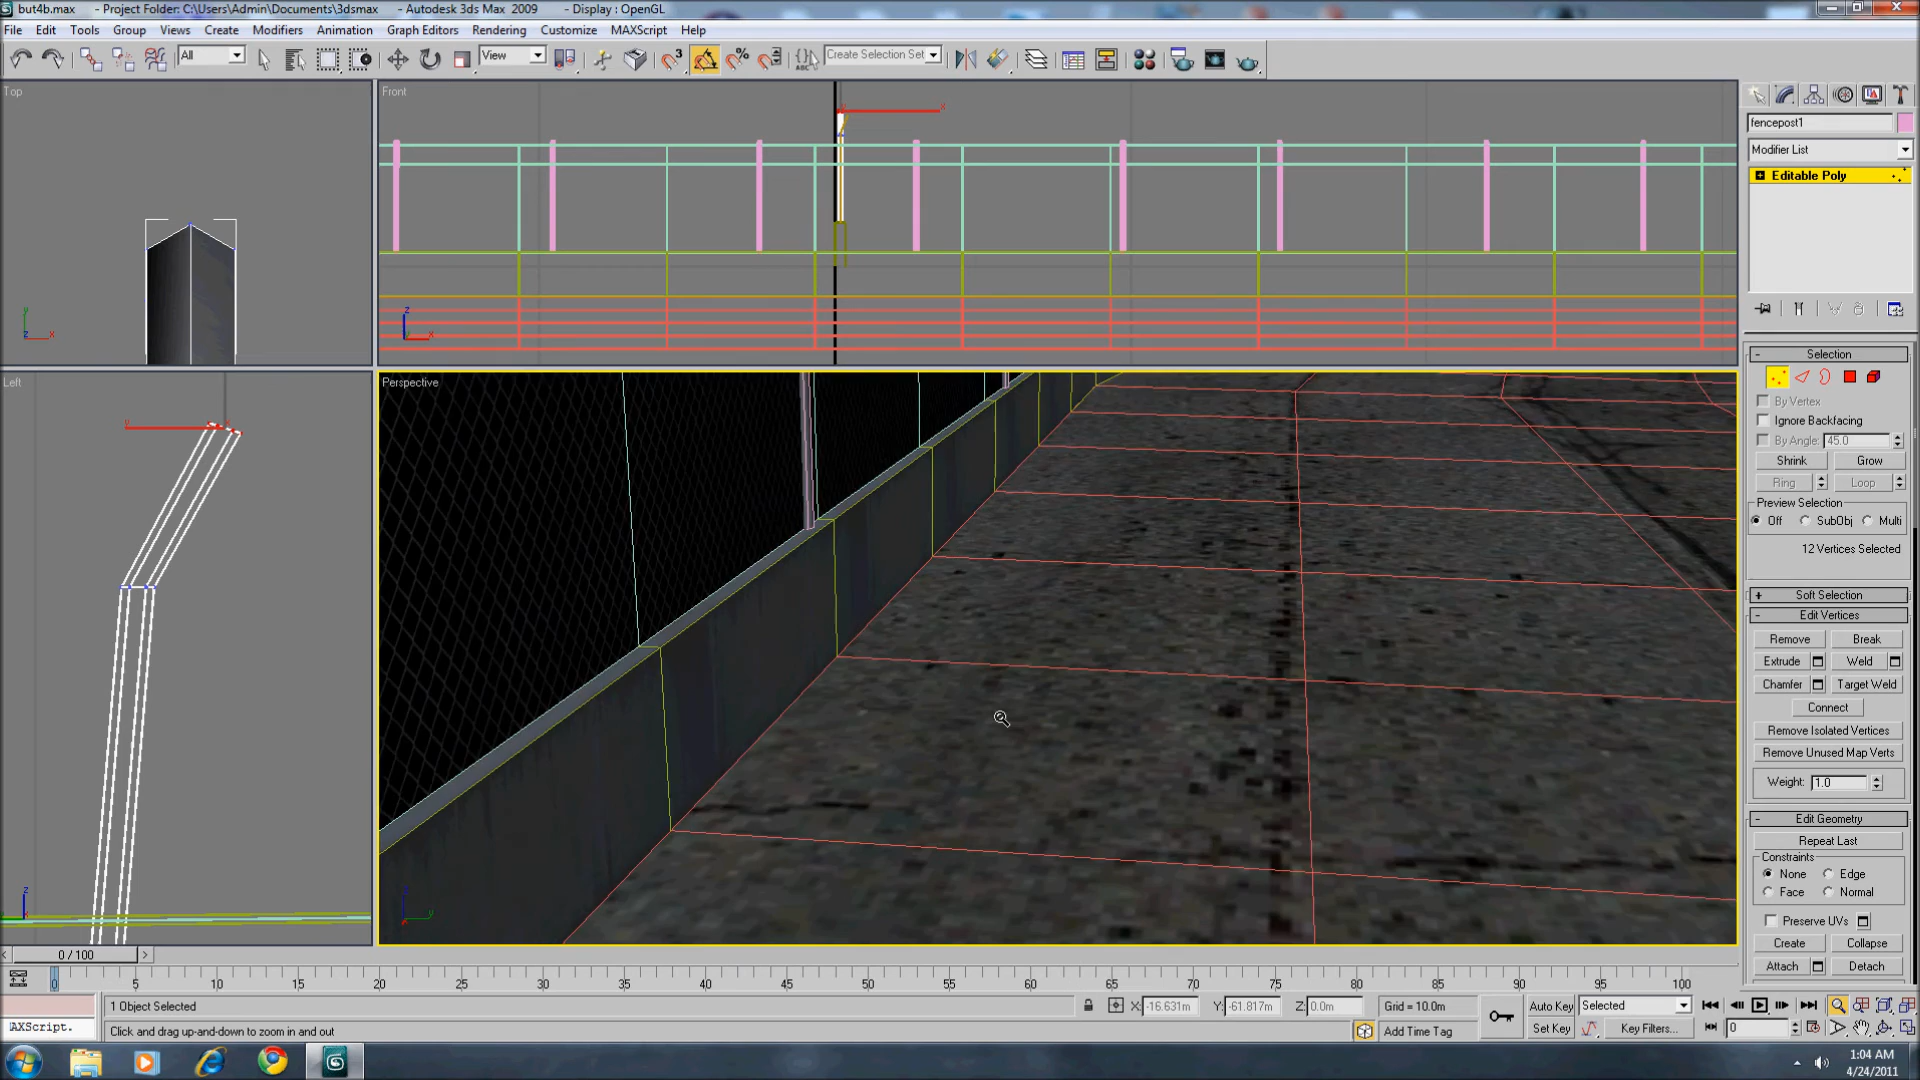 but4b.max - Project Folder: C:\Users\Admin\Documents\3dsmax - Autodesk 3ds Max 2009 - Display : OpenGL
File Edit Tools Group Views Create Modifiers Animation Graph Editors Rendering Customize MAXScript Help
All View Create Selection Set
Top
Front
Left
Perspective
fencepost1
Modifier List
Editable Poly
Selection
By Vertex
Ignore Backfacing
By Angle: 45.0
Shrink Grow
Ring Loop
Preview Selection
Off SubObj Multi
12 Vertices Selected
Soft Selection
Edit Vertices
Remove Break
Extrude Weld
Chamfer Target Weld
Connect
Remove Isolated Vertices
Remove Unused Map Verts
Weight: 1.0
Edit Geometry
Repeat Last
Constraints
None Edge
Face Normal
Preserve UVs
Create Collapse
Attach Detach
0 / 100
0 5 10 15 20 25 30 35 40 45 50 55 60 65 70 75 80 85 90 95 100
1 Object Selected X: -16.631m Y: -61.817m Z: 0.0m Grid = 10.0m Auto Key Selected
AXScript. Click and drag up-and-down to zoom in and out Add Time Tag Set Key Key Filters... 0
1:04 AM
4/24/2011